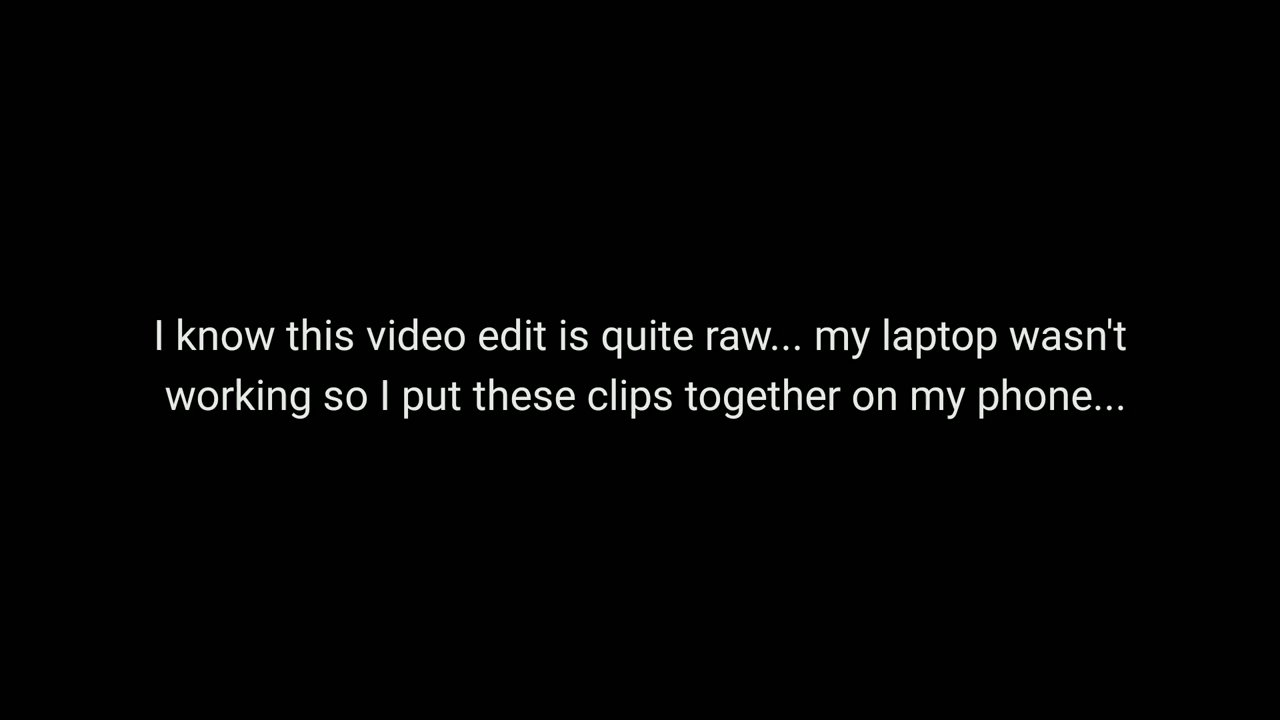 I know this video edit is quite raw... my laptop wasn't
working so I put these clips together on my phone...